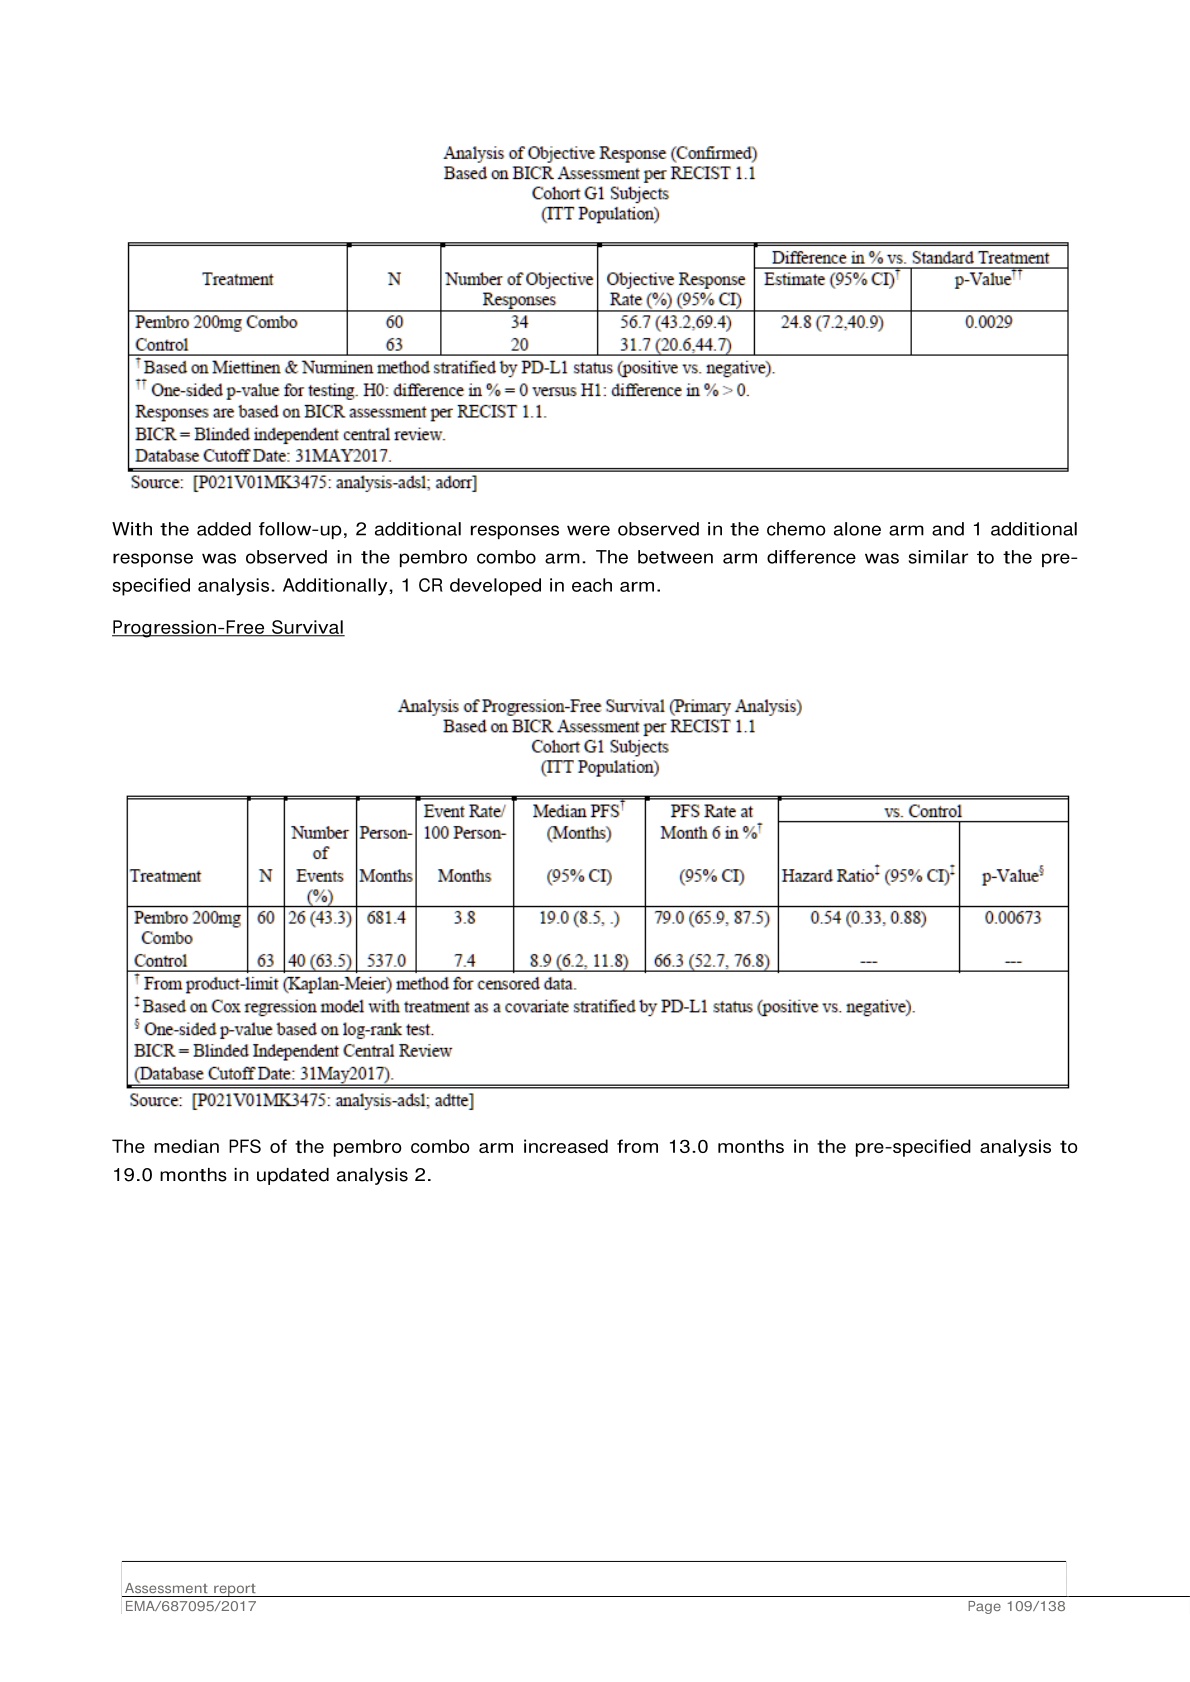 Analysis of Objective Response (Confirmed)
Based on BICR Assessment per RECIST 1.1
Cohort G1 Subjects
(ITT Population)
Difference in % vs. Standard Treatment
Treatment N Number of Objective Objective Response Estimate (95% CI)† p-Value††
Responses Rate (%) (95% CI)
Pembro 200mg Combo 60 34 56.7 (43.2,69.4) 24.8 (7.2,40.9) 0.0029
Control 63 20 31.7 (20.6,44.7)
† Based on Miettinen & Nurminen method stratified by PD-L1 status (positive vs. negative).
†† One-sided p-value for testing. H0: difference in % = 0 versus H1: difference in % > 0.
Responses are based on BICR assessment per RECIST 1.1.
BICR = Blinded independent central review.
Database Cutoff Date: 31MAY2017.
Source: [P021V01MK3475: analysis-adsl; adorr]
With the added follow-up, 2 additional responses were observed in the chemo alone arm and 1 additional
response was observed in the pembro combo arm. The between arm difference was similar to the pre-
specified analysis. Additionally, 1 CR developed in each arm.
Progression-Free Survival
Analysis of Progression-Free Survival (Primary Analysis)
Based on BICR Assessment per RECIST 1.1
Cohort G1 Subjects
(ITT Population)
Event Rate/ Median PFS† PFS Rate at vs. Control
Number Person- 100 Person- (Months) Month 6 in %†
of
Treatment N Events Months Months (95% CI) (95% CI) Hazard Ratio‡ (95% CI)‡ p-Value§
(%)
Pembro 200mg 60 26 (43.3) 681.4 3.8 19.0 (8.5, .) 79.0 (65.9, 87.5) 0.54 (0.33, 0.88) 0.00673
Combo
Control 63 40 (63.5) 537.0 7.4 8.9 (6.2, 11.8) 66.3 (52.7, 76.8) --- ---
† From product-limit (Kaplan-Meier) method for censored data.
‡ Based on Cox regression model with treatment as a covariate stratified by PD-L1 status (positive vs. negative).
§ One-sided p-value based on log-rank test.
BICR = Blinded Independent Central Review
(Database Cutoff Date: 31May2017).
Source: [P021V01MK3475: analysis-adsl; adtte]
The median PFS of the pembro combo arm increased from 13.0 months in the pre-specified analysis to
19.0 months in updated analysis 2.
Assessment report
EMA/687095/2017 Page 109/138